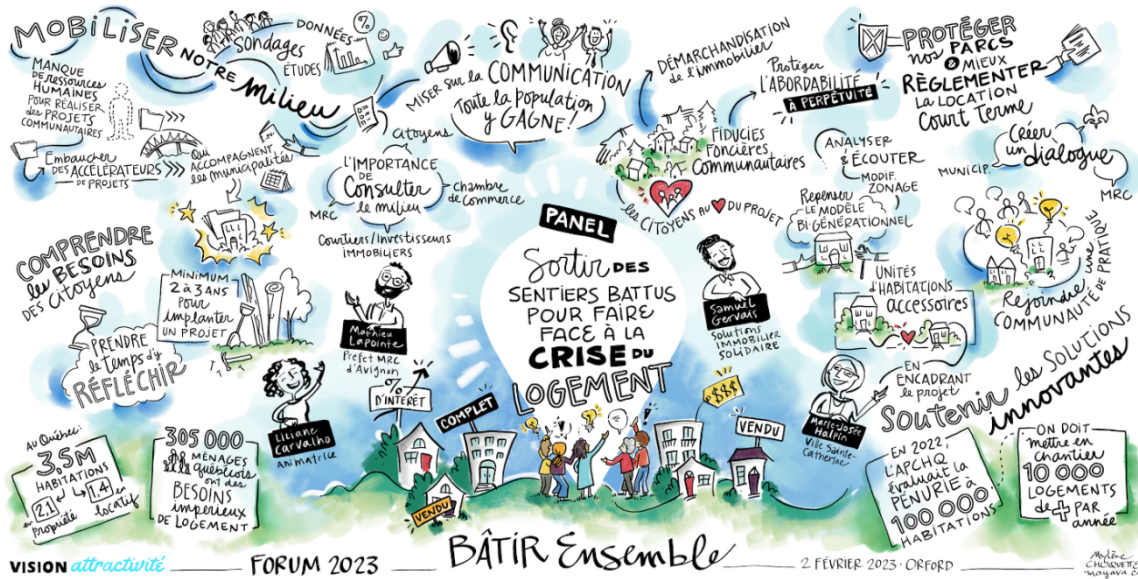 MOBILISER
NOTRE
milieu
MANQUE
DE ressources
HUMAINES
POUR RÉALISER
des PROJETS
COMMUNAUTAIRES
Embaucher
DES ACCÉLÉRATEURS
DE PROJETS
QUI
ACCOMPAGNENT
les municipalités
Sondages
ÉTUDES
DONNÉES
%
MISER sur la COMMUNICATION
Toute la population
y GAGNE!
citoyens
L'IMPORTANCE
DE
Consulter
le milieu
chambre
de commerce
MRC
Courtiers/Investisseurs
IMMOBILIERS
DÉMARCHANDISATION
de l'immobilier
Protéger
L'ABORDABILITÉ
À PERPÉTUITÉ
FIDUCIES
Foncières
Communautaires
les CITOYENS AU DU PROJET
PROTÉGER
nos PARCS
& MIEUX
RÈGLEMENTER
la LOCATION
Court Terme
ANALYSER
& ÉCOUTER
MODIF.
ZONAGE
Repenser
LE MODÈLE
BI-GÉNÉRATIONNEL
Créer
un dialogue
MUNICIP.
MRC
Rejoindre une
COMMUNAUTÉ DE PRATIQUE
UNITÉS
d'HABITATIONS
accessoires
EN
ENCADRANT
le projet
COMPRENDRE
les BESOINS
DES Citoyens
MINIMUM
2 à 3 ANS
pour
implanter
UN PROJET
PRENDRE
le temps d'y
RÉFLÉCHIR
PANEL
Sortir DES
SENTIERS BATTUS
POUR FAIRE
FACE À LA
CRISE DU
LOGEMENT
Mathieu
Lapointe
Préfet MRC
d'Avignon
Samuel
Gervais
Solutions
IMMOBILIER
SOLIDAIRE
Liliane
Carvalho
ANIMATRICE
Marie-Josée
Halpin
Ville Sainte-
Catherine
%
D'INTÉRÊT
COMPLET
VENDU
$$$
VENDU
Soutenir les SOLUTIONS
innovantes
AU Québec:
3,5M
HABITATIONS
2,1
en
Propriété
1,4
en
locatif
305 000
MÉNAGES
québécois
ont des
BESOINS
impérieux
DE LOGEMENT
EN 2022,
L'APCHQ
évaluait la
PÉNURIE à
100 000
HABITATIONS
ON DOIT
mettre en
chantier
10 000
LOGEMENTS
de + PAR
année
VISION attractivité
FORUM 2023
BÂTIR Ensemble
2 FÉVRIER 2023 · ORFORD